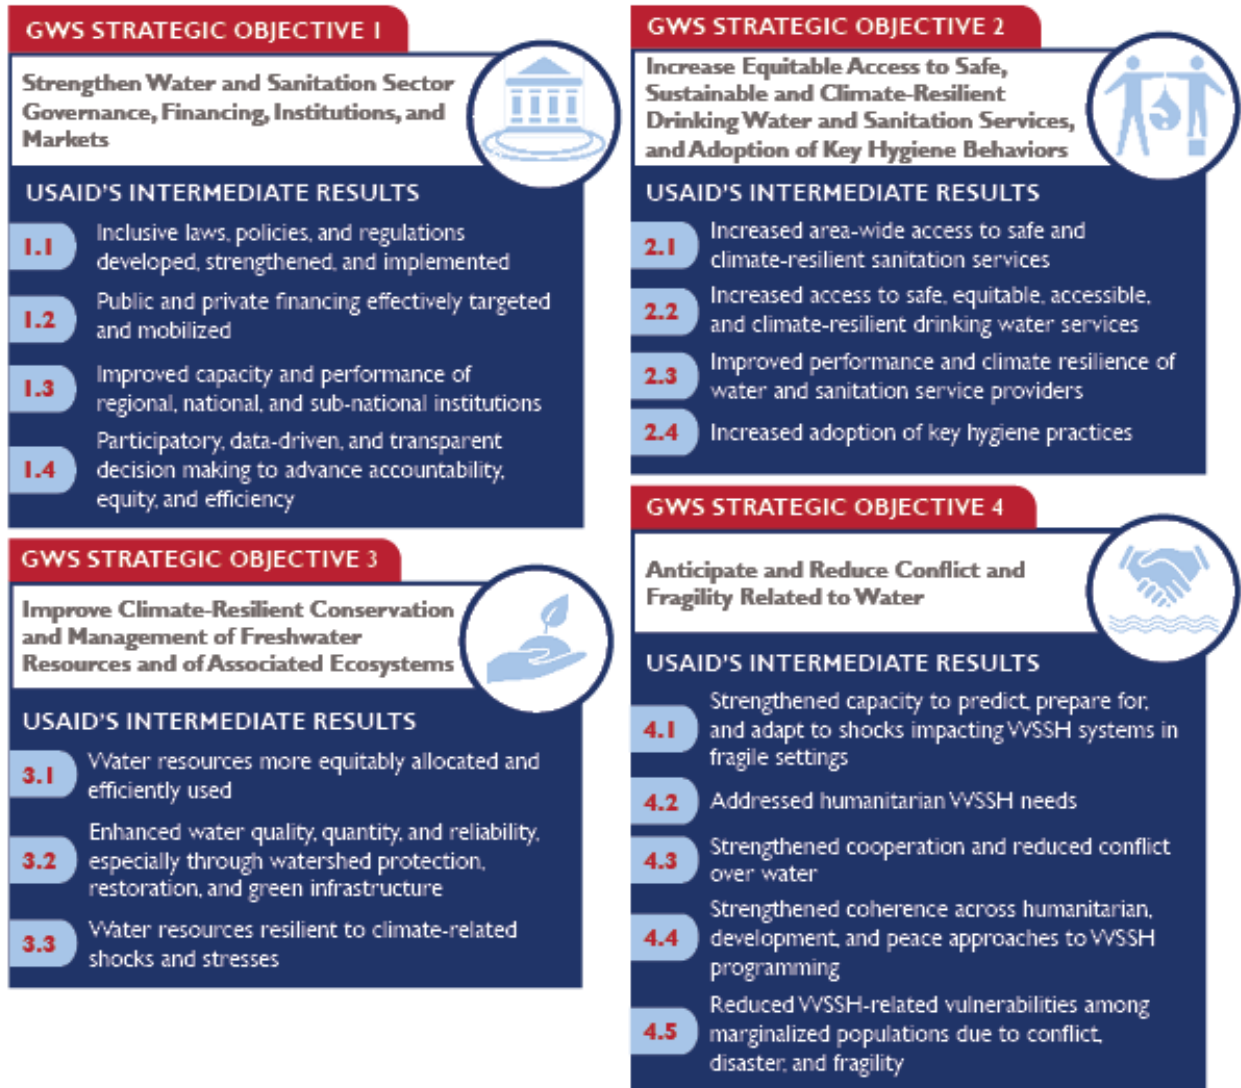 GWS STRATEGIC OBJECTIVE 1
Strengthen Water and Sanitation Sector
Governance, Financing, Institutions, and
Markets
USAID'S INTERMEDIATE RESULTS
1.1
Inclusive laws, policies, and regulations
developed, strengthened, and implemented
1.2
Public and private financing effectively targeted
and mobilized
1.3
Improved capacity and performance of
regional, national, and sub-national institutions
1.4
Participatory, data-driven, and transparent
decision making to advance accountability,
equity, and efficiency
GWS STRATEGIC OBJECTIVE 2
Increase Equitable Access to Safe,
Sustainable and Climate-Resilient
Drinking Water and Sanitation Services,
and Adoption of Key Hygiene Behaviors
USAID'S INTERMEDIATE RESULTS
2.1
Increased area-wide access to safe and
climate-resilient sanitation services
2.2
Increased access to safe, equitable, accessible,
and climate-resilient drinking water services
2.3
Improved performance and climate resilience of
water and sanitation service providers
2.4
Increased adoption of key hygiene practices
GWS STRATEGIC OBJECTIVE 3
Improve Climate-Resilient Conservation
and Management of Freshwater
Resources and of Associated Ecosystems
USAID'S INTERMEDIATE RESULTS
3.1
Water resources more equitably allocated and
efficiently used
3.2
Enhanced water quality, quantity, and reliability,
especially through watershed protection,
restoration, and green infrastructure
3.3
Water resources resilient to climate-related
shocks and stresses
GWS STRATEGIC OBJECTIVE 4
Anticipate and Reduce Conflict and
Fragility Related to Water
USAID'S INTERMEDIATE RESULTS
4.1
Strengthened capacity to predict, prepare for,
and adapt to shocks impacting WSSH systems in
fragile settings
4.2
Addressed humanitarian WSSH needs
4.3
Strengthened cooperation and reduced conflict
over water
4.4
Strengthened coherence across humanitarian,
development, and peace approaches to WSSH
programming
4.5
Reduced WSSH-related vulnerabilities among
marginalized populations due to conflict,
disaster, and fragility